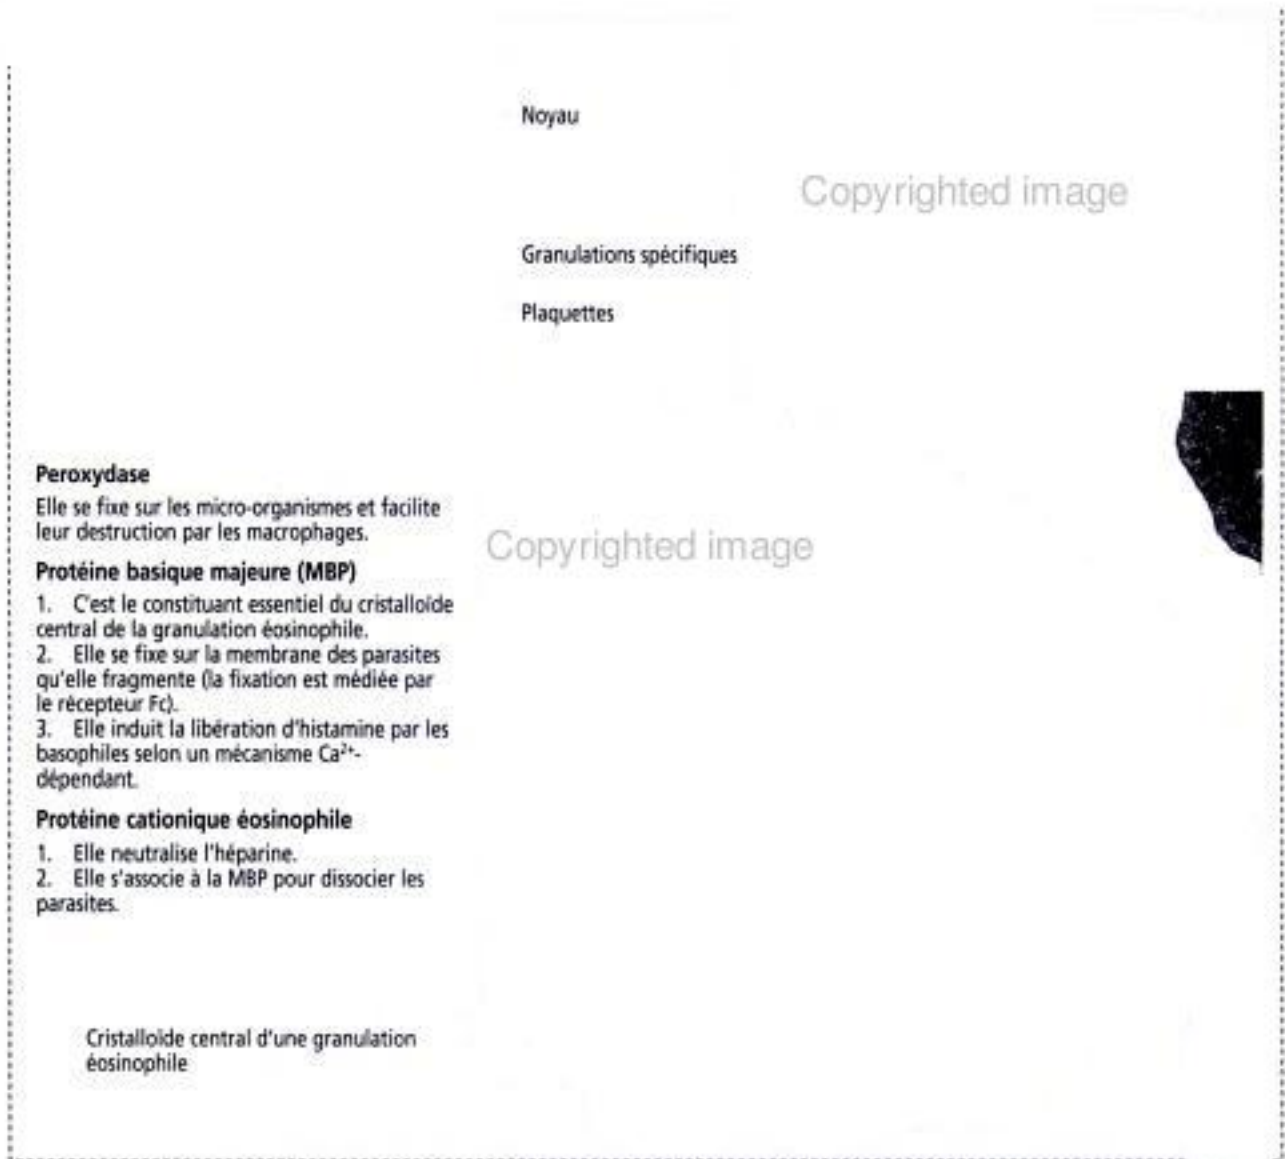 Noyau
Copyrighted image
Granulations spécifiques
Plaquettes
Peroxydase
Elle se fixe sur les micro-organismes et facilite
leur destruction par les macrophages.
Copyrighted image
Protéine basique majeure (MBP)
1. C'est le constituant essentiel du cristalloïde
central de la granulation éosinophile.
2. Elle se fixe sur la membrane des parasites
qu'elle fragmente (la fixation est médiée par
le récepteur Fc).
3. Elle induit la libération d'histamine par les
basophiles selon un mécanisme Ca²⁺-
dépendant.
Protéine cationique éosinophile
1. Elle neutralise l'héparine.
2. Elle s'associe à la MBP pour dissocier les
parasites.
Cristalloïde central d'une granulation
éosinophile